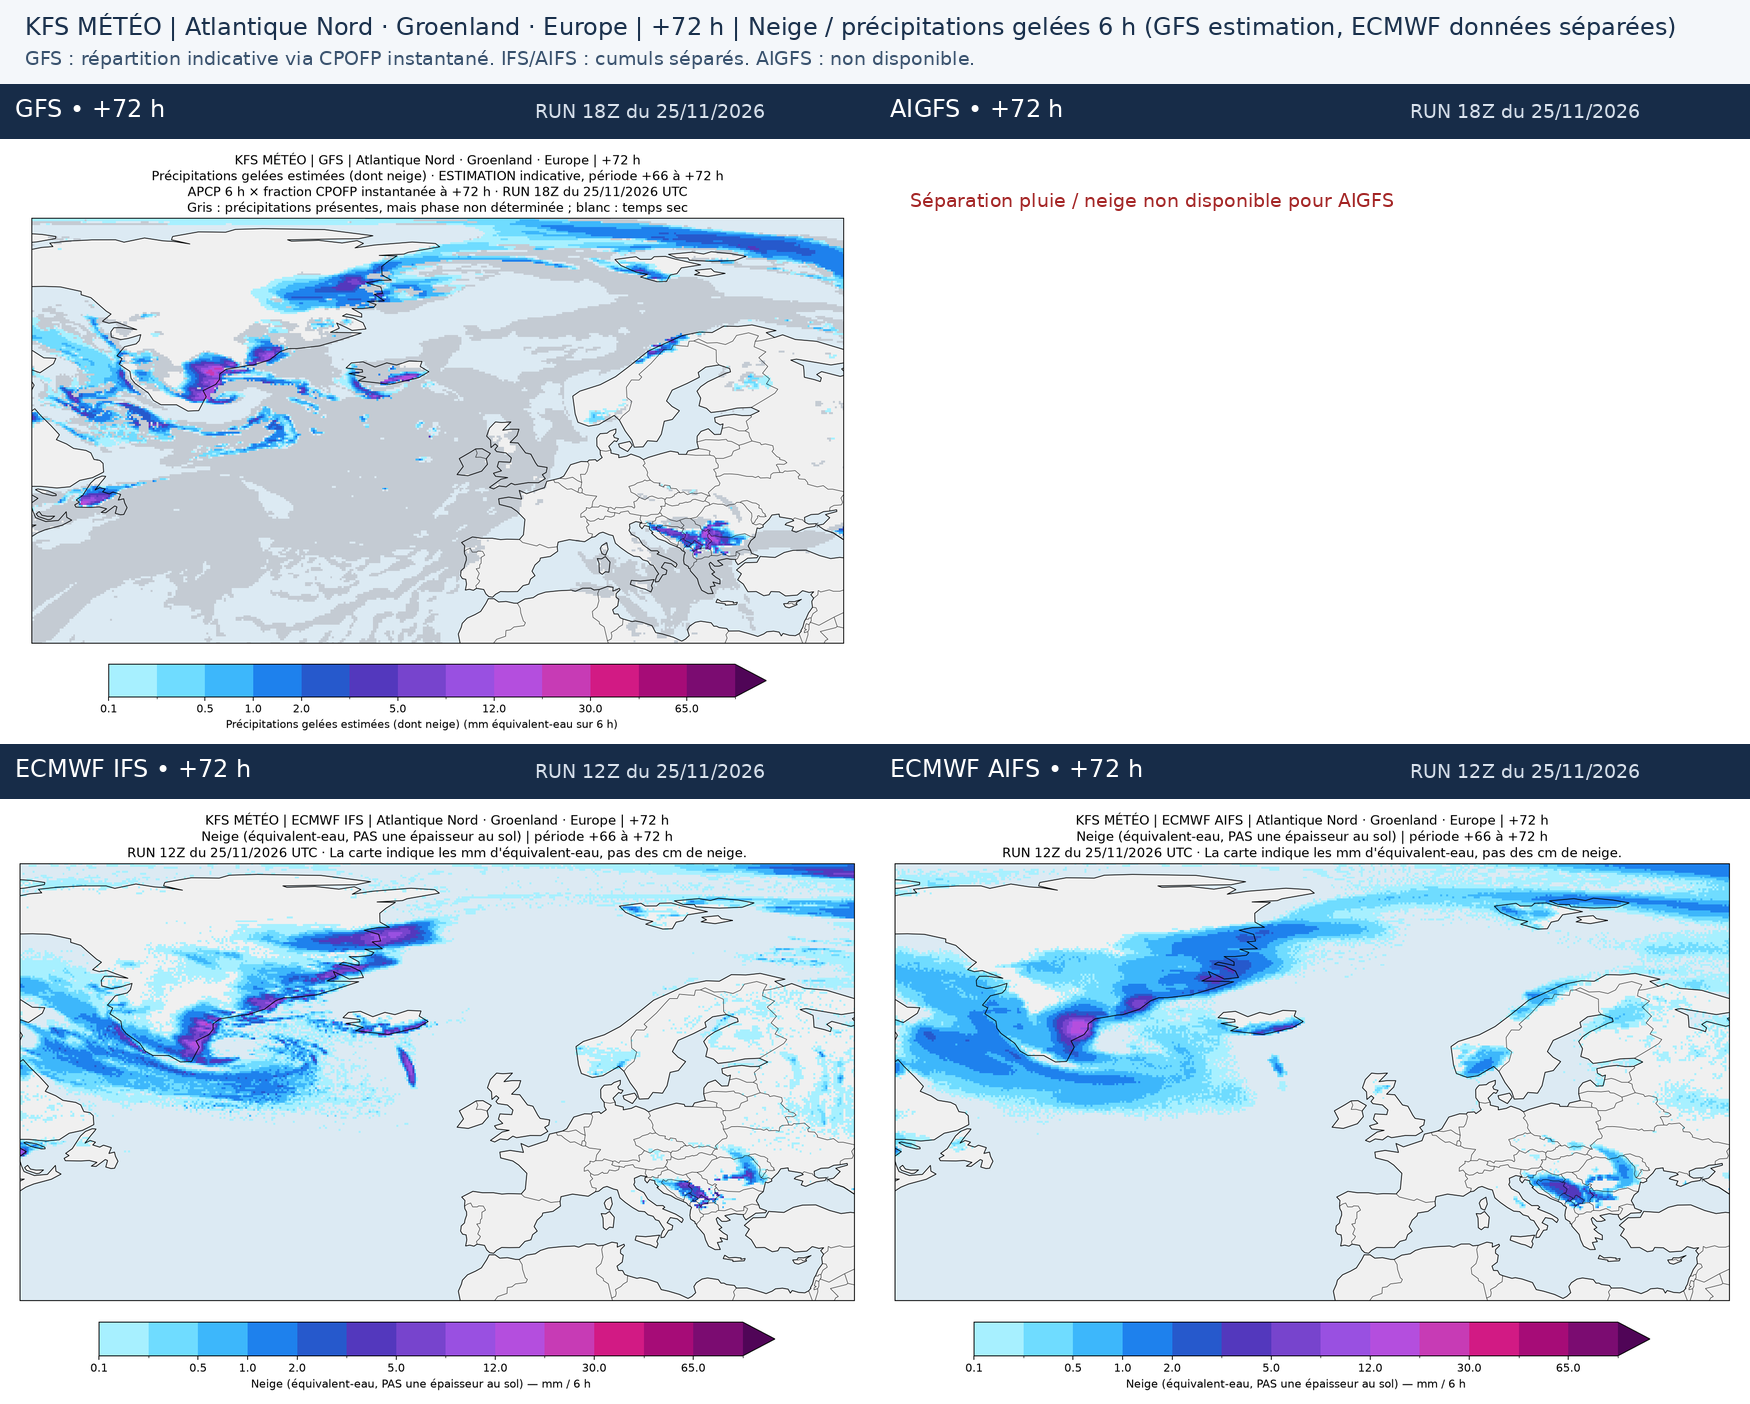 KFS MÉTÉO | Atlantique Nord · Groenland · Europe | +72 h | Neige / précipitations gelées 6 h (GFS estimation, ECMWF données séparées)
GFS : répartition indicative via CPOFP instantané. IFS/AIFS : cumuls séparés. AIGFS : non disponible.
GFS • +72 h
RUN 18Z du 25/11/2026
AIGFS • +72 h
RUN 18Z du 25/11/2026
KFS MÉTÉO | GFS | Atlantique Nord · Groenland · Europe | +72 h
Précipitations gelées estimées (dont neige) · ESTIMATION indicative, période +66 à +72 h
APCP 6 h × fraction CPOFP instantanée à +72 h · RUN 18Z du 25/11/2026 UTC
Gris : précipitations présentes, mais phase non déterminée ; blanc : temps sec
Séparation pluie / neige non disponible pour AIGFS
0.1 0.5 1.0 2.0 5.0 12.0 30.0 65.0
Précipitations gelées estimées (dont neige) (mm équivalent-eau sur 6 h)
ECMWF IFS • +72 h
RUN 12Z du 25/11/2026
ECMWF AIFS • +72 h
RUN 12Z du 25/11/2026
KFS MÉTÉO | ECMWF IFS | Atlantique Nord · Groenland · Europe | +72 h
Neige (équivalent-eau, PAS une épaisseur au sol) | période +66 à +72 h
RUN 12Z du 25/11/2026 UTC · La carte indique les mm d'équivalent-eau, pas des cm de neige.
0.1 0.5 1.0 2.0 5.0 12.0 30.0 65.0
Neige (équivalent-eau, PAS une épaisseur au sol) — mm / 6 h
KFS MÉTÉO | ECMWF AIFS | Atlantique Nord · Groenland · Europe | +72 h
Neige (équivalent-eau, PAS une épaisseur au sol) | période +66 à +72 h
RUN 12Z du 25/11/2026 UTC · La carte indique les mm d'équivalent-eau, pas des cm de neige.
0.1 0.5 1.0 2.0 5.0 12.0 30.0 65.0
Neige (équivalent-eau, PAS une épaisseur au sol) — mm / 6 h